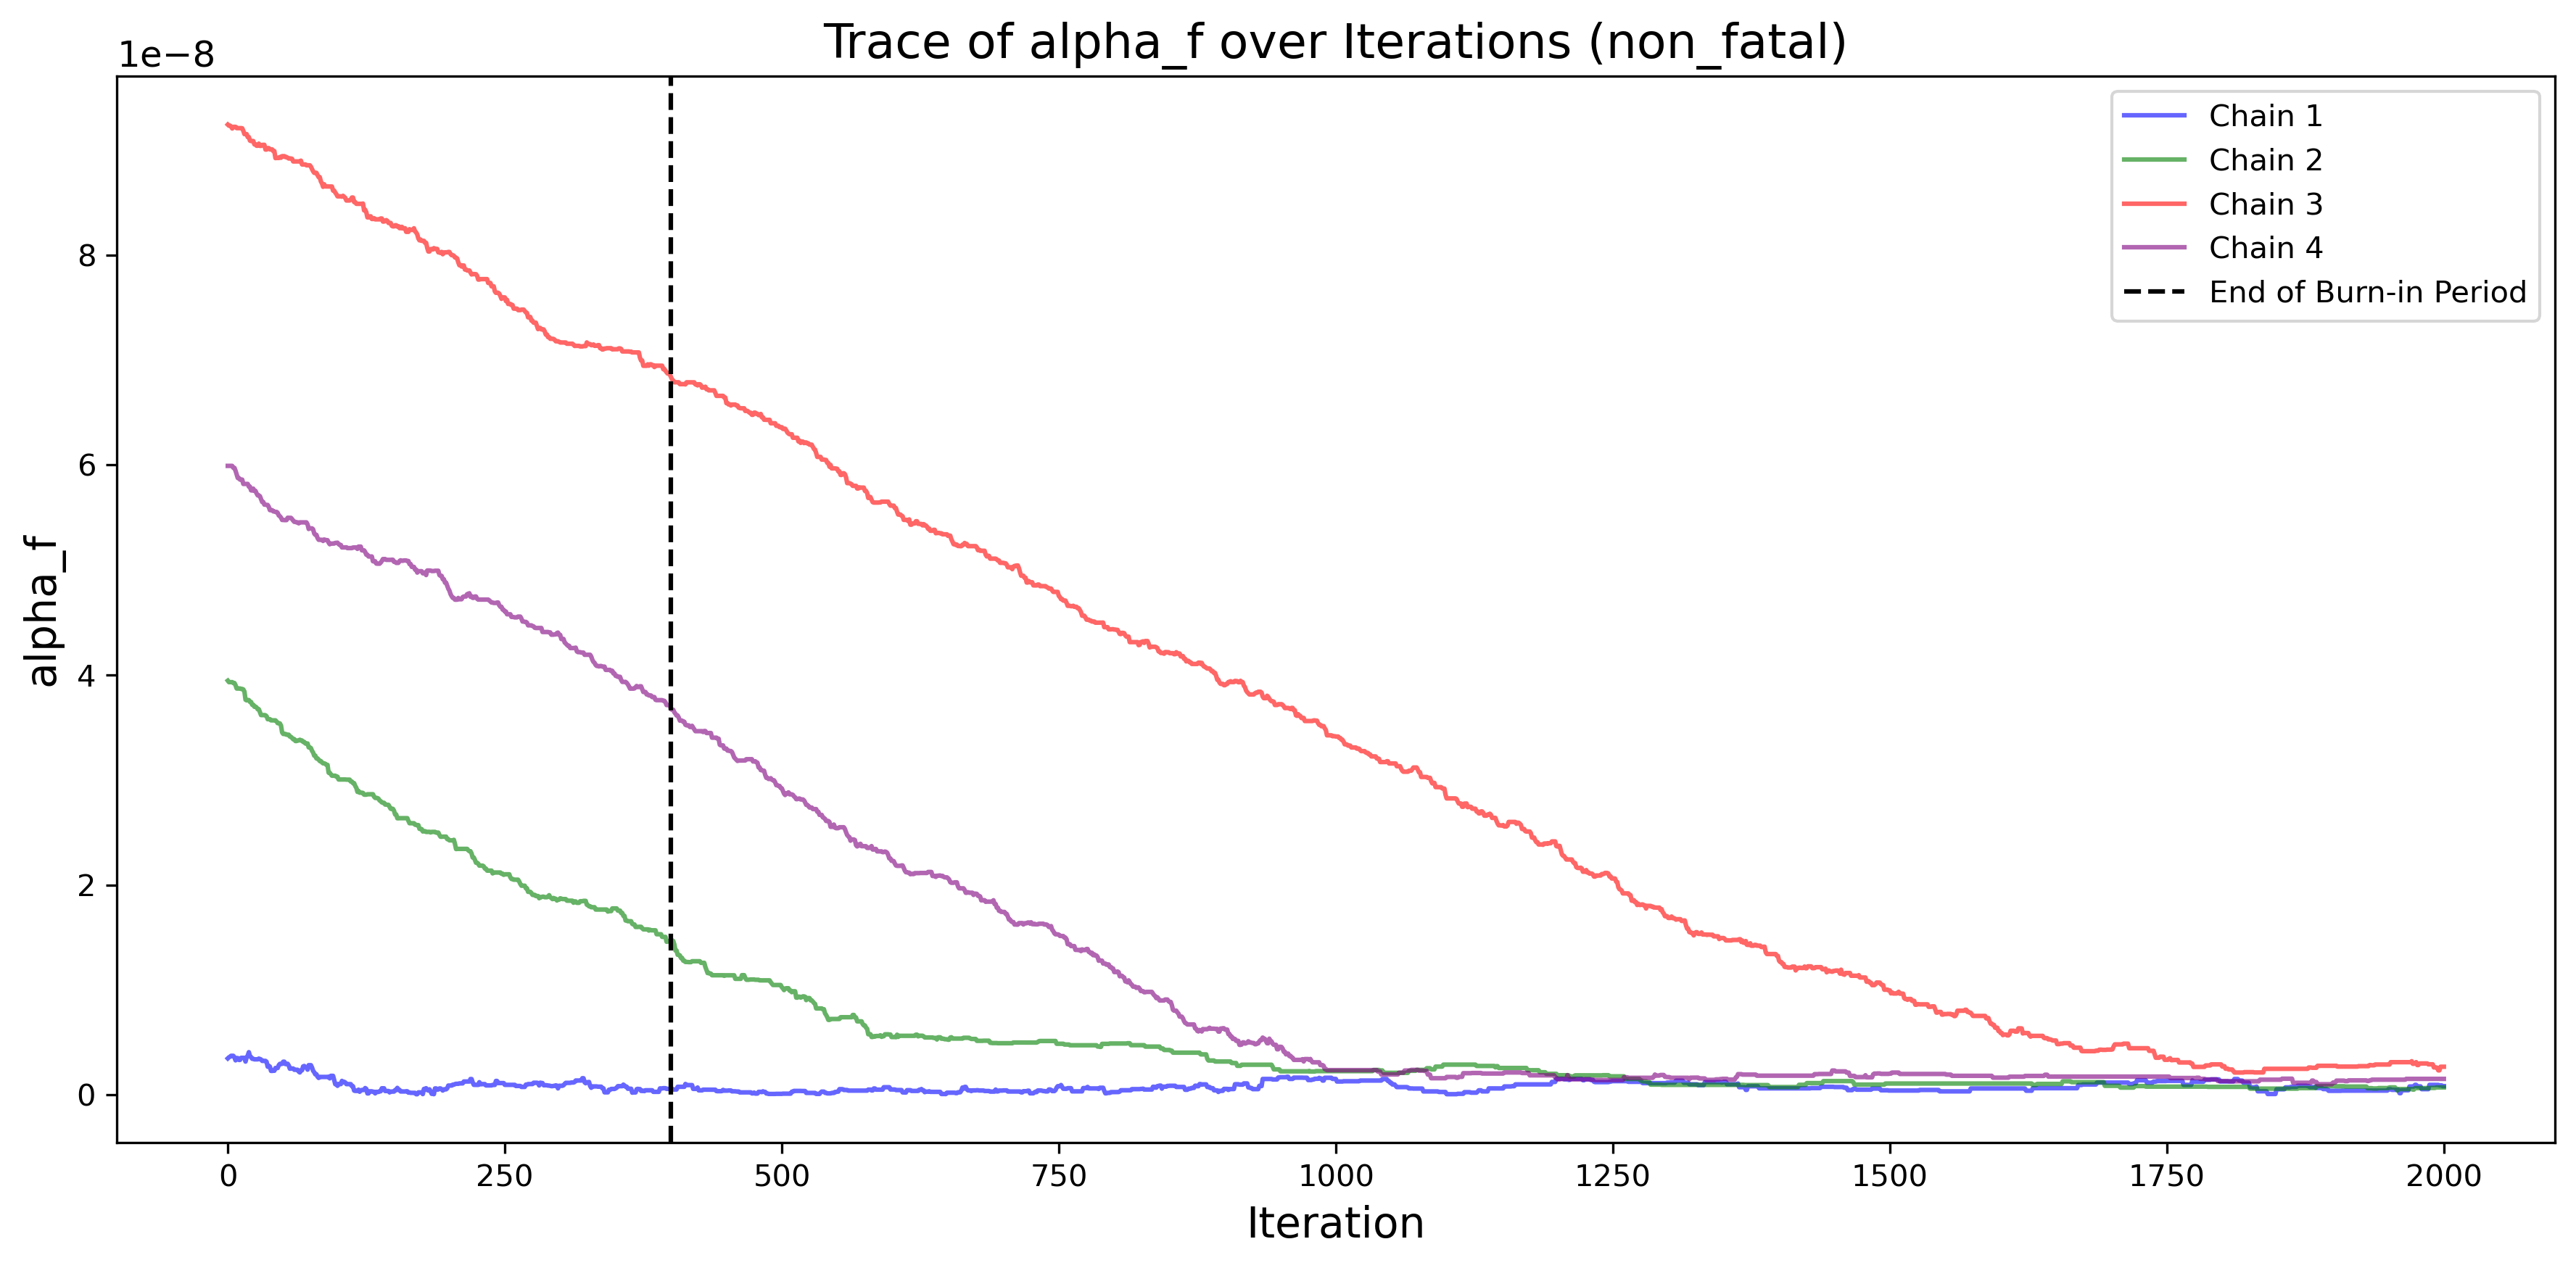 Trace of alpha_f over Iterations (non_fatal)
1e−8
Chain 1
Chain 2
Chain 3
Chain 4
End of Burn-in Period
8
6
4
2
0
alpha_f
0 250 500 750 1000 1250 1500 1750 2000
Iteration